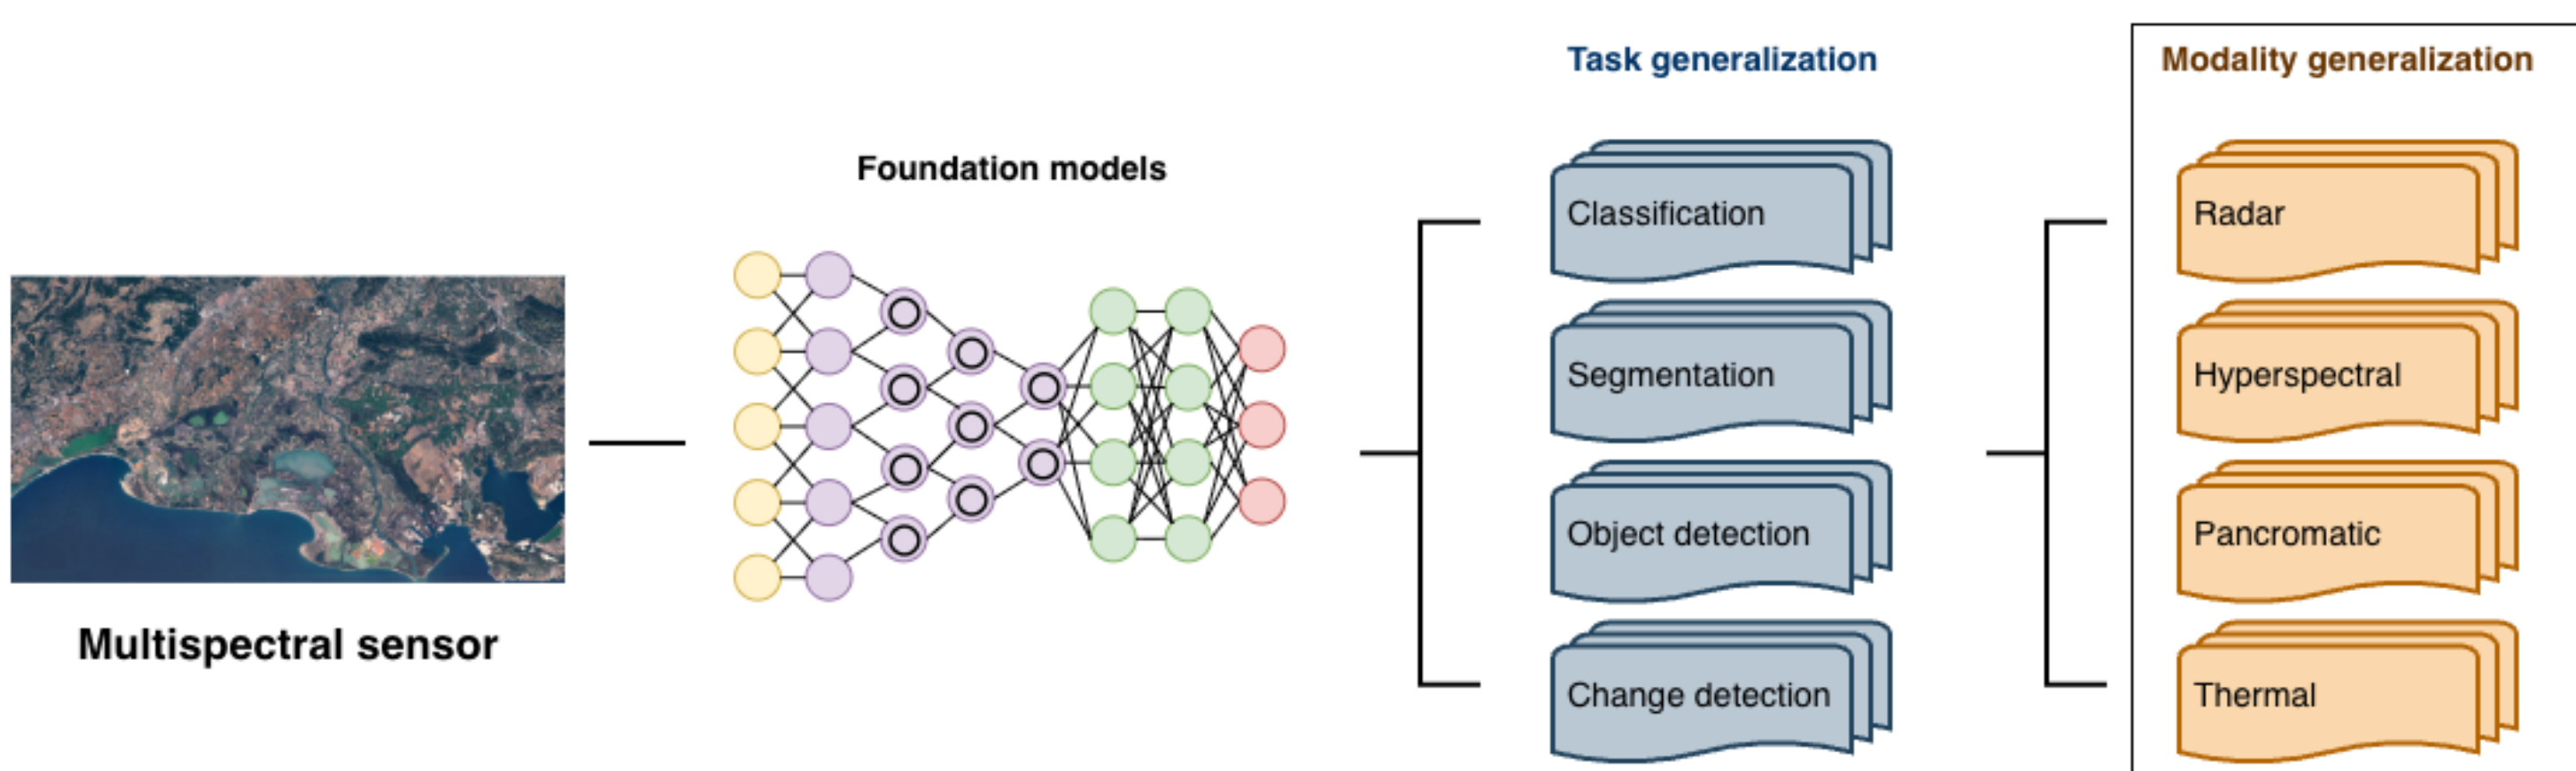 Task generalization
Modality generalization
Foundation models
Multispectral sensor
Classification
Segmentation
Object detection
Change detection
Radar
Hyperspectral
Pancromatic
Thermal